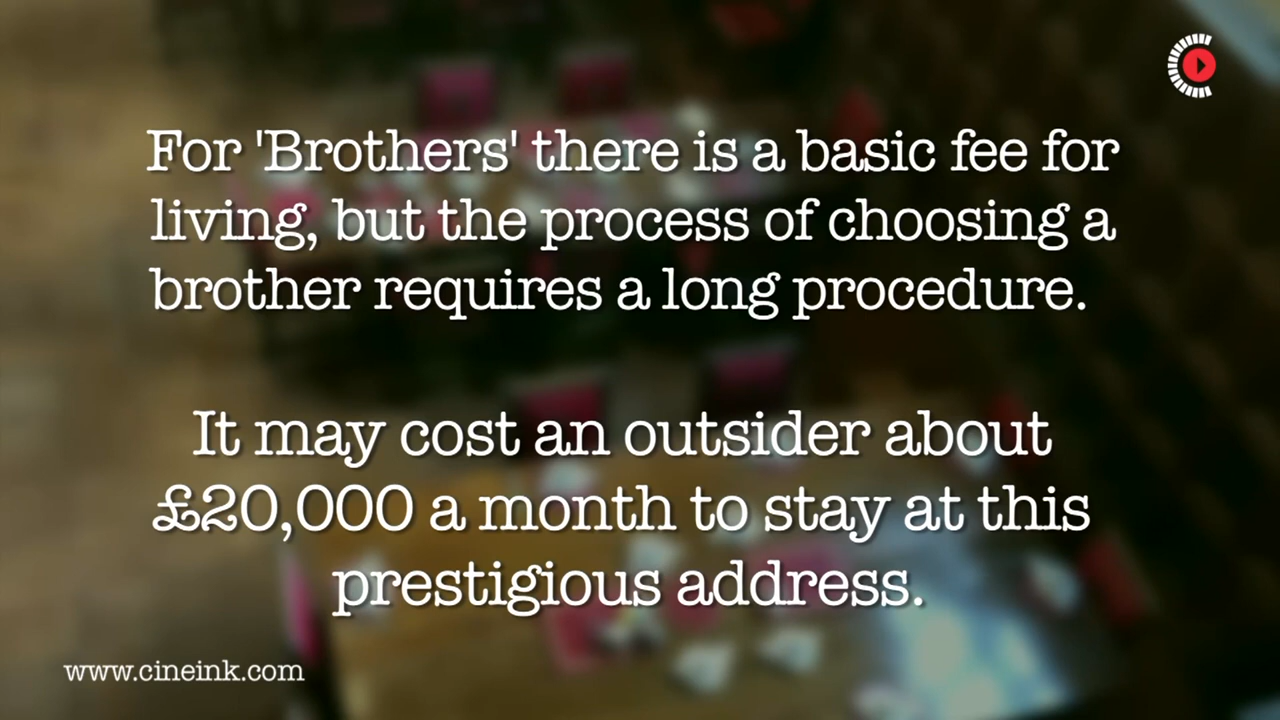 For 'Brothers' there is a basic fee for
living, but the process of choosing a
brother requires a long procedure.
It may cost an outsider about
£20,000 a month to stay at this
prestigious address.
www.cineink.com